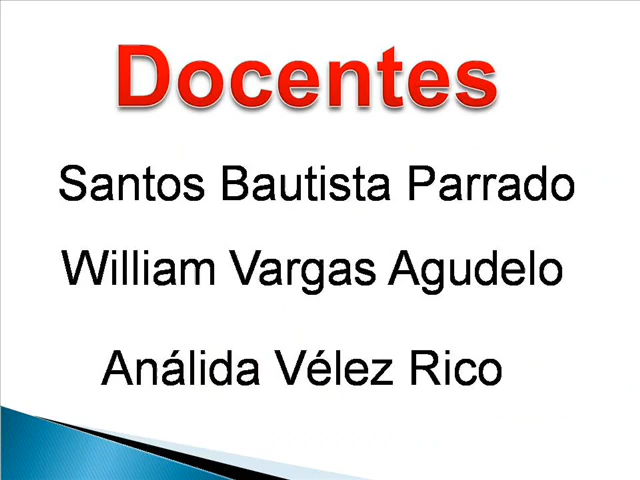 Docentes
Santos Bautista Parrado
William Vargas Agudelo
Análida Vélez Rico